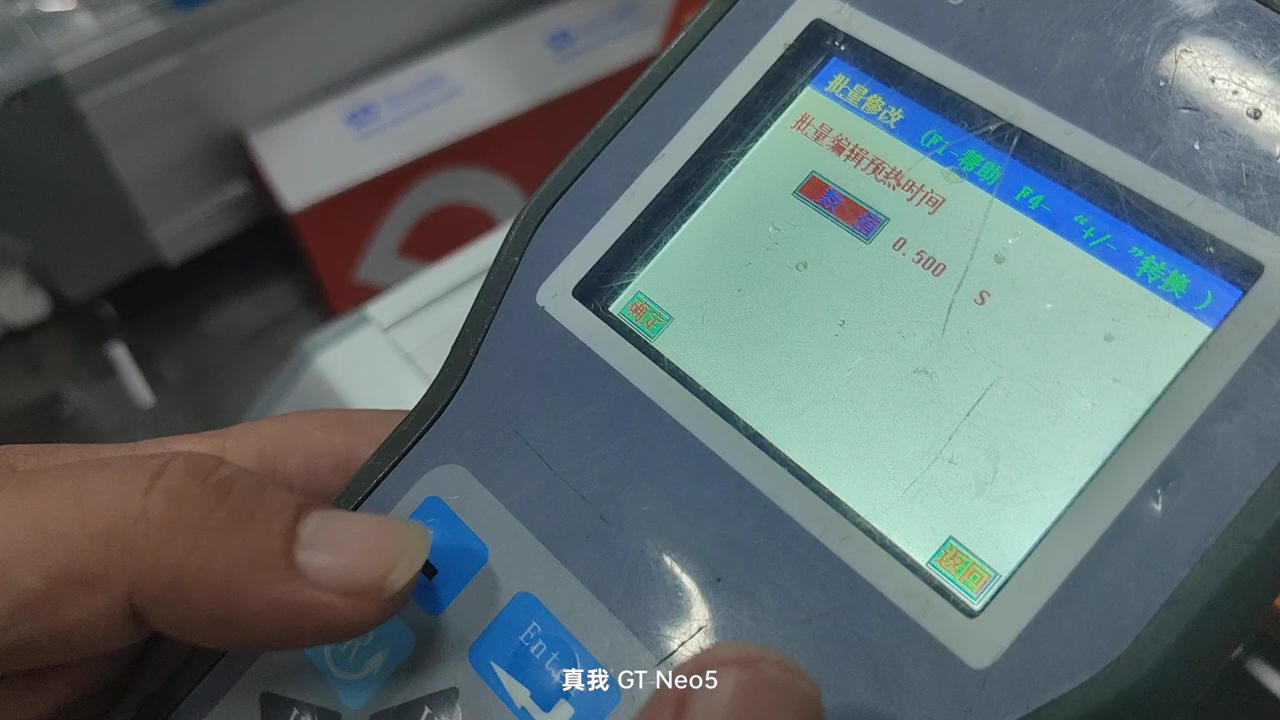 批量修改 (F1-帮助 F4- “+/- ”转换 )
批量编辑预热时间
数 值 0.500 S
确定
返回
Ent
真我 GT Neo5